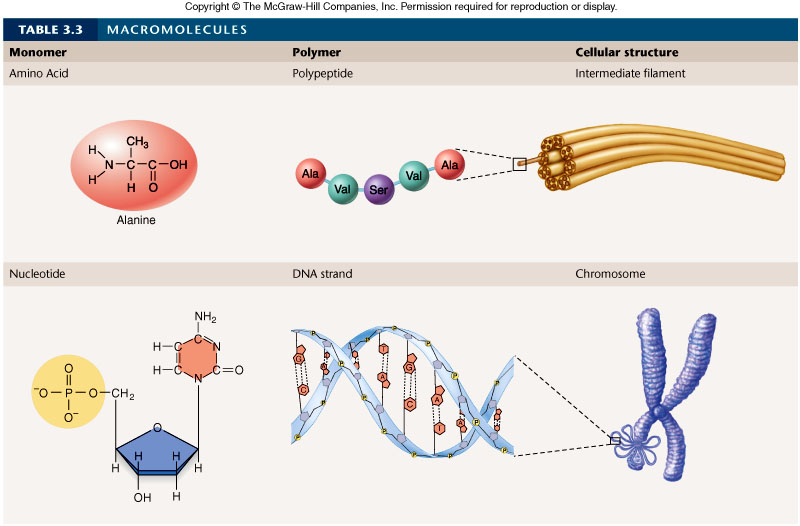 Copyright © The McGraw-Hill Companies, Inc. Permission required for reproduction or display.
TABLE 3.3 MACROMOLECULES
Monomer Polymer Cellular structure
Amino Acid Polypeptide Intermediate filament
CH3
H
N C C OH
H
H O
Alanine
Ala Val Ser Val Ala
Nucleotide DNA strand Chromosome
NH2
H C C N
H C C O
N
O
⁻O P O CH2
O⁻
O
H H H H
OH H
P P P P P
G T G
A
C A C A A
T
P P P P P